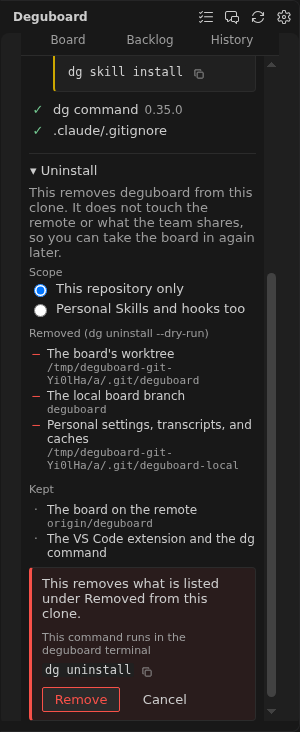 Deguboard
Board Backlog History
dg skill install
✓ dg command 0.35.0
✓ .claude/.gitignore
▾ Uninstall
This removes deguboard from this
clone. It does not touch the
remote or what the team shares,
so you can take the board in again
later.
Scope
This repository only
Personal Skills and hooks too
Removed (dg uninstall --dry-run)
– The board's worktree
/tmp/deguboard-git-
Yi0lHa/a/.git/deguboard
– The local board branch
deguboard
– Personal settings, transcripts, and
caches
/tmp/deguboard-git-
Yi0lHa/a/.git/deguboard-local
Kept
· The board on the remote
origin/deguboard
· The VS Code extension and the dg
command
This removes what is listed
under Removed from this
clone.
This command runs in the
deguboard terminal
dg uninstall
Remove Cancel